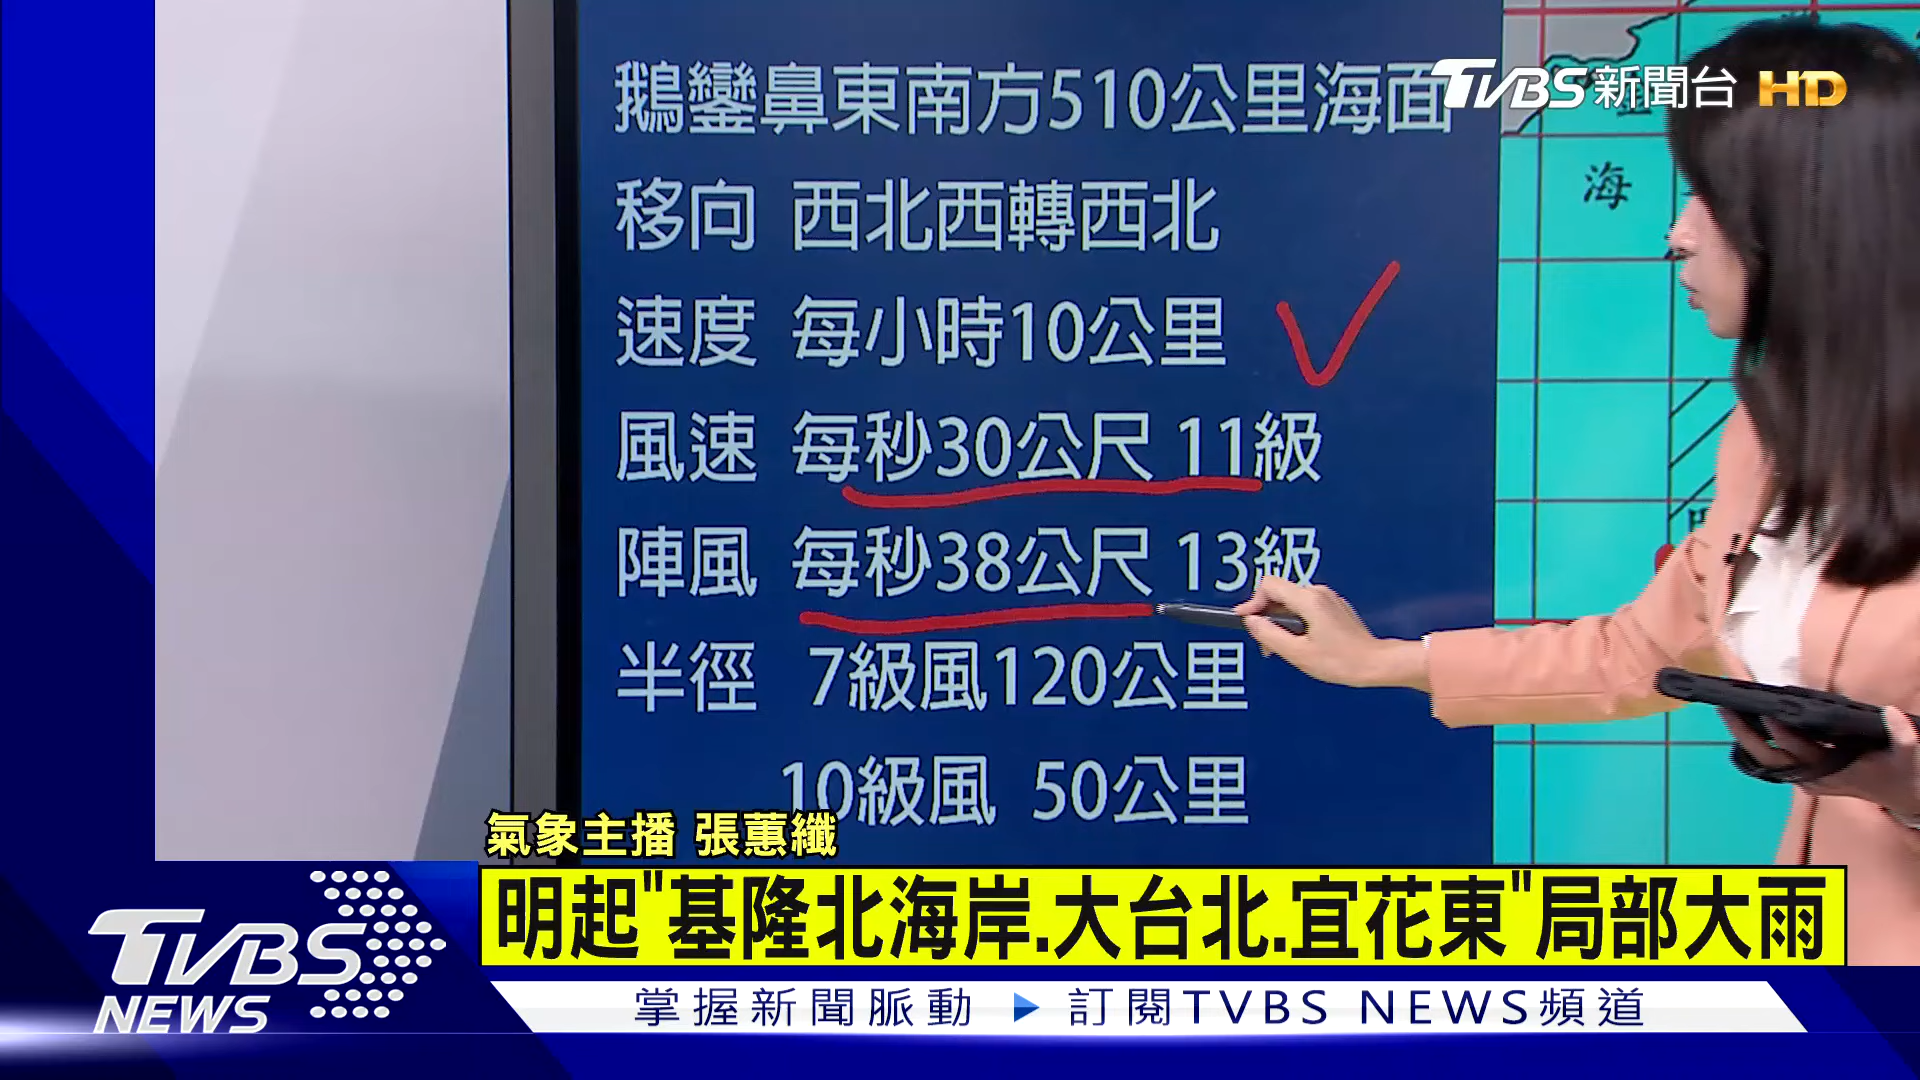 鵝鑾鼻東南方510公里海面
TVBS新聞台 HD
海
移向 西北西轉西北
速度 每小時10公里
風速 每秒30公尺 11級
陣風 每秒38公尺 13級
半徑 7級風120公里
10級風 50公里
氣象主播 張蕙纖
明起"基隆北海岸.大台北.宜花東"局部大雨
TVBS NEWS
掌握新聞脈動 ▶ 訂閱TVBS NEWS頻道